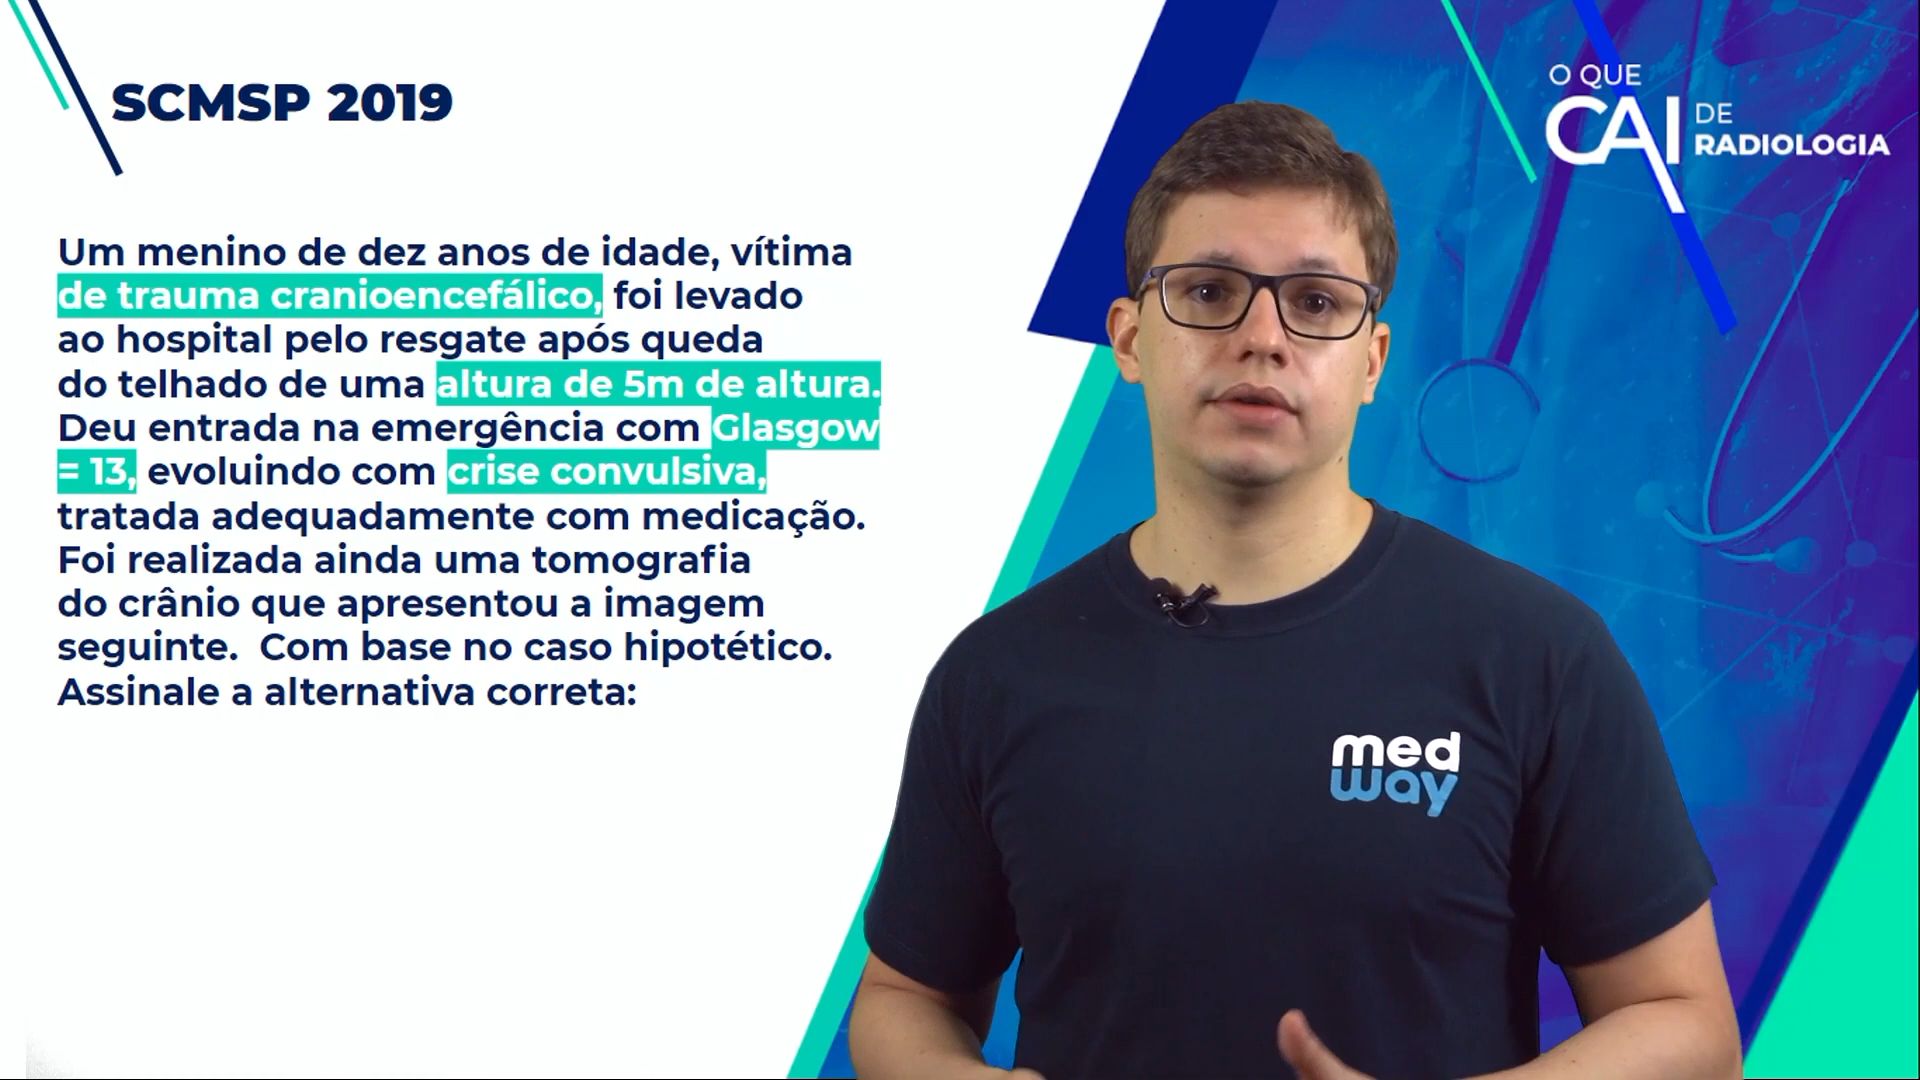 SCMSP 2019
Um menino de dez anos de idade, vítima
de trauma cranioencefálico, foi levado
ao hospital pelo resgate após queda
do telhado de uma altura de 5m de altura.
Deu entrada na emergência com Glasgow
= 13, evoluindo com crise convulsiva,
tratada adequadamente com medicação.
Foi realizada ainda uma tomografia
do crânio que apresentou a imagem
seguinte. Com base no caso hipotético.
Assinale a alternativa correta:
O QUE
CAI DE
RADIOLOGIA
med
way